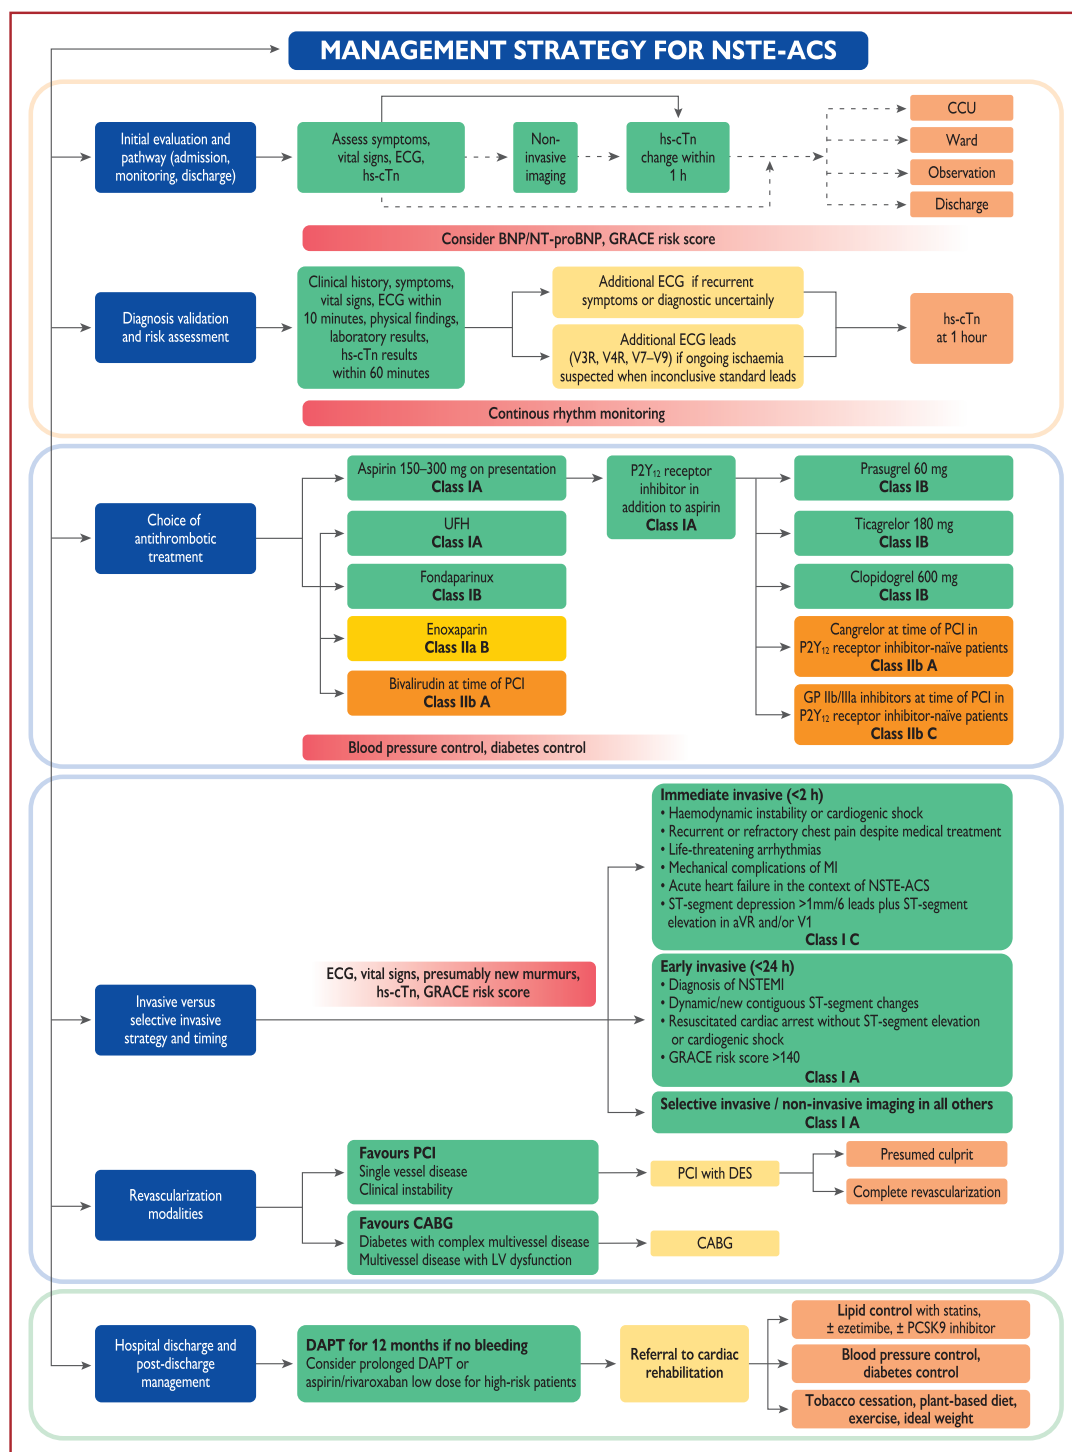 MANAGEMENT STRATEGY FOR NSTE-ACS
Initial evaluation and
pathway (admission,
monitoring, discharge)
Assess symptoms,
vital signs, ECG,
hs-cTn
Non-
invasive
imaging
hs-cTn
change within
1 h
CCU
Ward
Observation
Discharge
Consider BNP/NT-proBNP, GRACE risk score
Diagnosis validation
and risk assessment
Clinical history, symptoms,
vital signs, ECG within
10 minutes, physical findings,
laboratory results,
hs-cTn results
within 60 minutes
Additional ECG if recurrent
symptoms or diagnostic uncertainly
Additional ECG leads
(V3R, V4R, V7–V9) if ongoing ischaemia
suspected when inconclusive standard leads
hs-cTn
at 1 hour
Continous rhythm monitoring
Choice of
antithrombotic
treatment
Aspirin 150–300 mg on presentation
Class IA
UFH
Class IA
Fondaparinux
Class IB
Enoxaparin
Class IIa B
Bivalirudin at time of PCI
Class IIb A
P2Y₁₂ receptor
inhibitor in
addition to aspirin
Class IA
Prasugrel 60 mg
Class IB
Ticagrelor 180 mg
Class IB
Clopidogrel 600 mg
Class IB
Cangrelor at time of PCI in
P2Y₁₂ receptor inhibitor-naïve patients
Class IIb A
GP IIb/IIIa inhibitors at time of PCI in
P2Y₁₂ receptor inhibitor-naïve patients
Class IIb C
Blood pressure control, diabetes control
Invasive versus
selective invasive
strategy and timing
ECG, vital signs, presumably new murmurs,
hs-cTn, GRACE risk score
Immediate invasive (<2 h)
• Haemodynamic instability or cardiogenic shock
• Recurrent or refractory chest pain despite medical treatment
• Life-threatening arrhythmias
• Mechanical complications of MI
• Acute heart failure in the context of NSTE-ACS
• ST-segment depression >1mm/6 leads plus ST-segment
elevation in aVR and/or V1
Class I C
Early invasive (<24 h)
• Diagnosis of NSTEMI
• Dynamic/new contiguous ST-segment changes
• Resuscitated cardiac arrest without ST-segment elevation
or cardiogenic shock
• GRACE risk score >140
Class I A
Selective invasive / non-invasive imaging in all others
Class I A
Revascularization
modalities
Favours PCI
Single vessel disease
Clinical instability
Favours CABG
Diabetes with complex multivessel disease
Multivessel disease with LV dysfunction
PCI with DES
CABG
Presumed culprit
Complete revascularization
Hospital discharge and
post-discharge
management
DAPT for 12 months if no bleeding
Consider prolonged DAPT or
aspirin/rivaroxaban low dose for high-risk patients
Referral to cardiac
rehabilitation
Lipid control with statins,
± ezetimibe, ± PCSK9 inhibitor
Blood pressure control,
diabetes control
Tobacco cessation, plant-based diet,
exercise, ideal weight